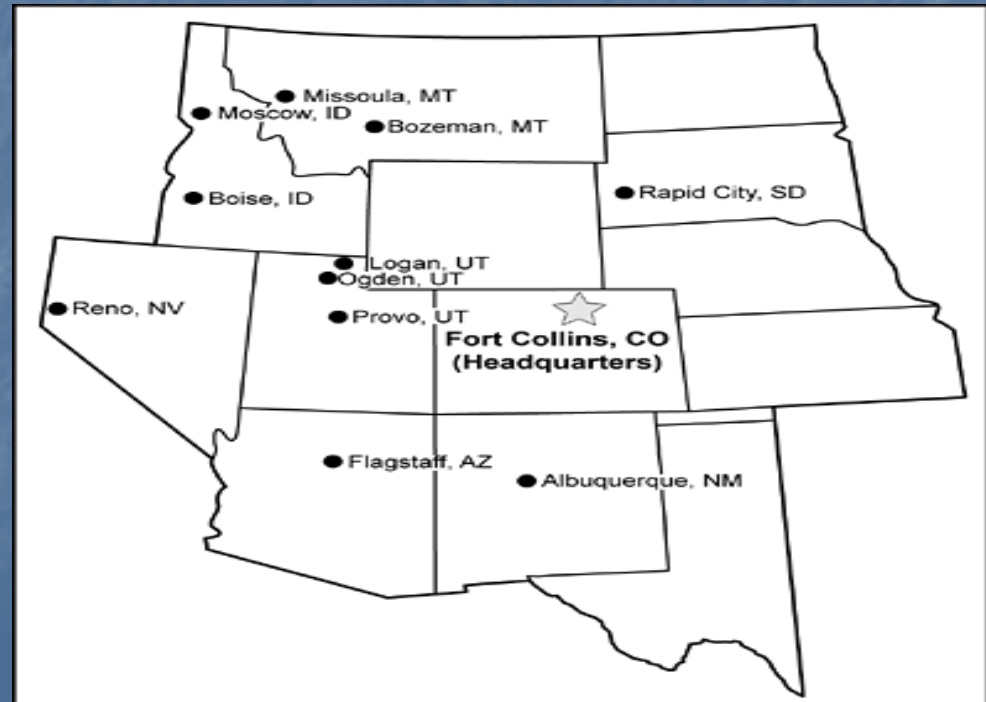 Missoula, MT
Moscow, ID
Bozeman, MT
Boise, ID
Rapid City, SD
Logan, UT
Ogden, UT
Reno, NV
Provo, UT
Fort Collins, CO
(Headquarters)
Flagstaff, AZ
Albuquerque, NM